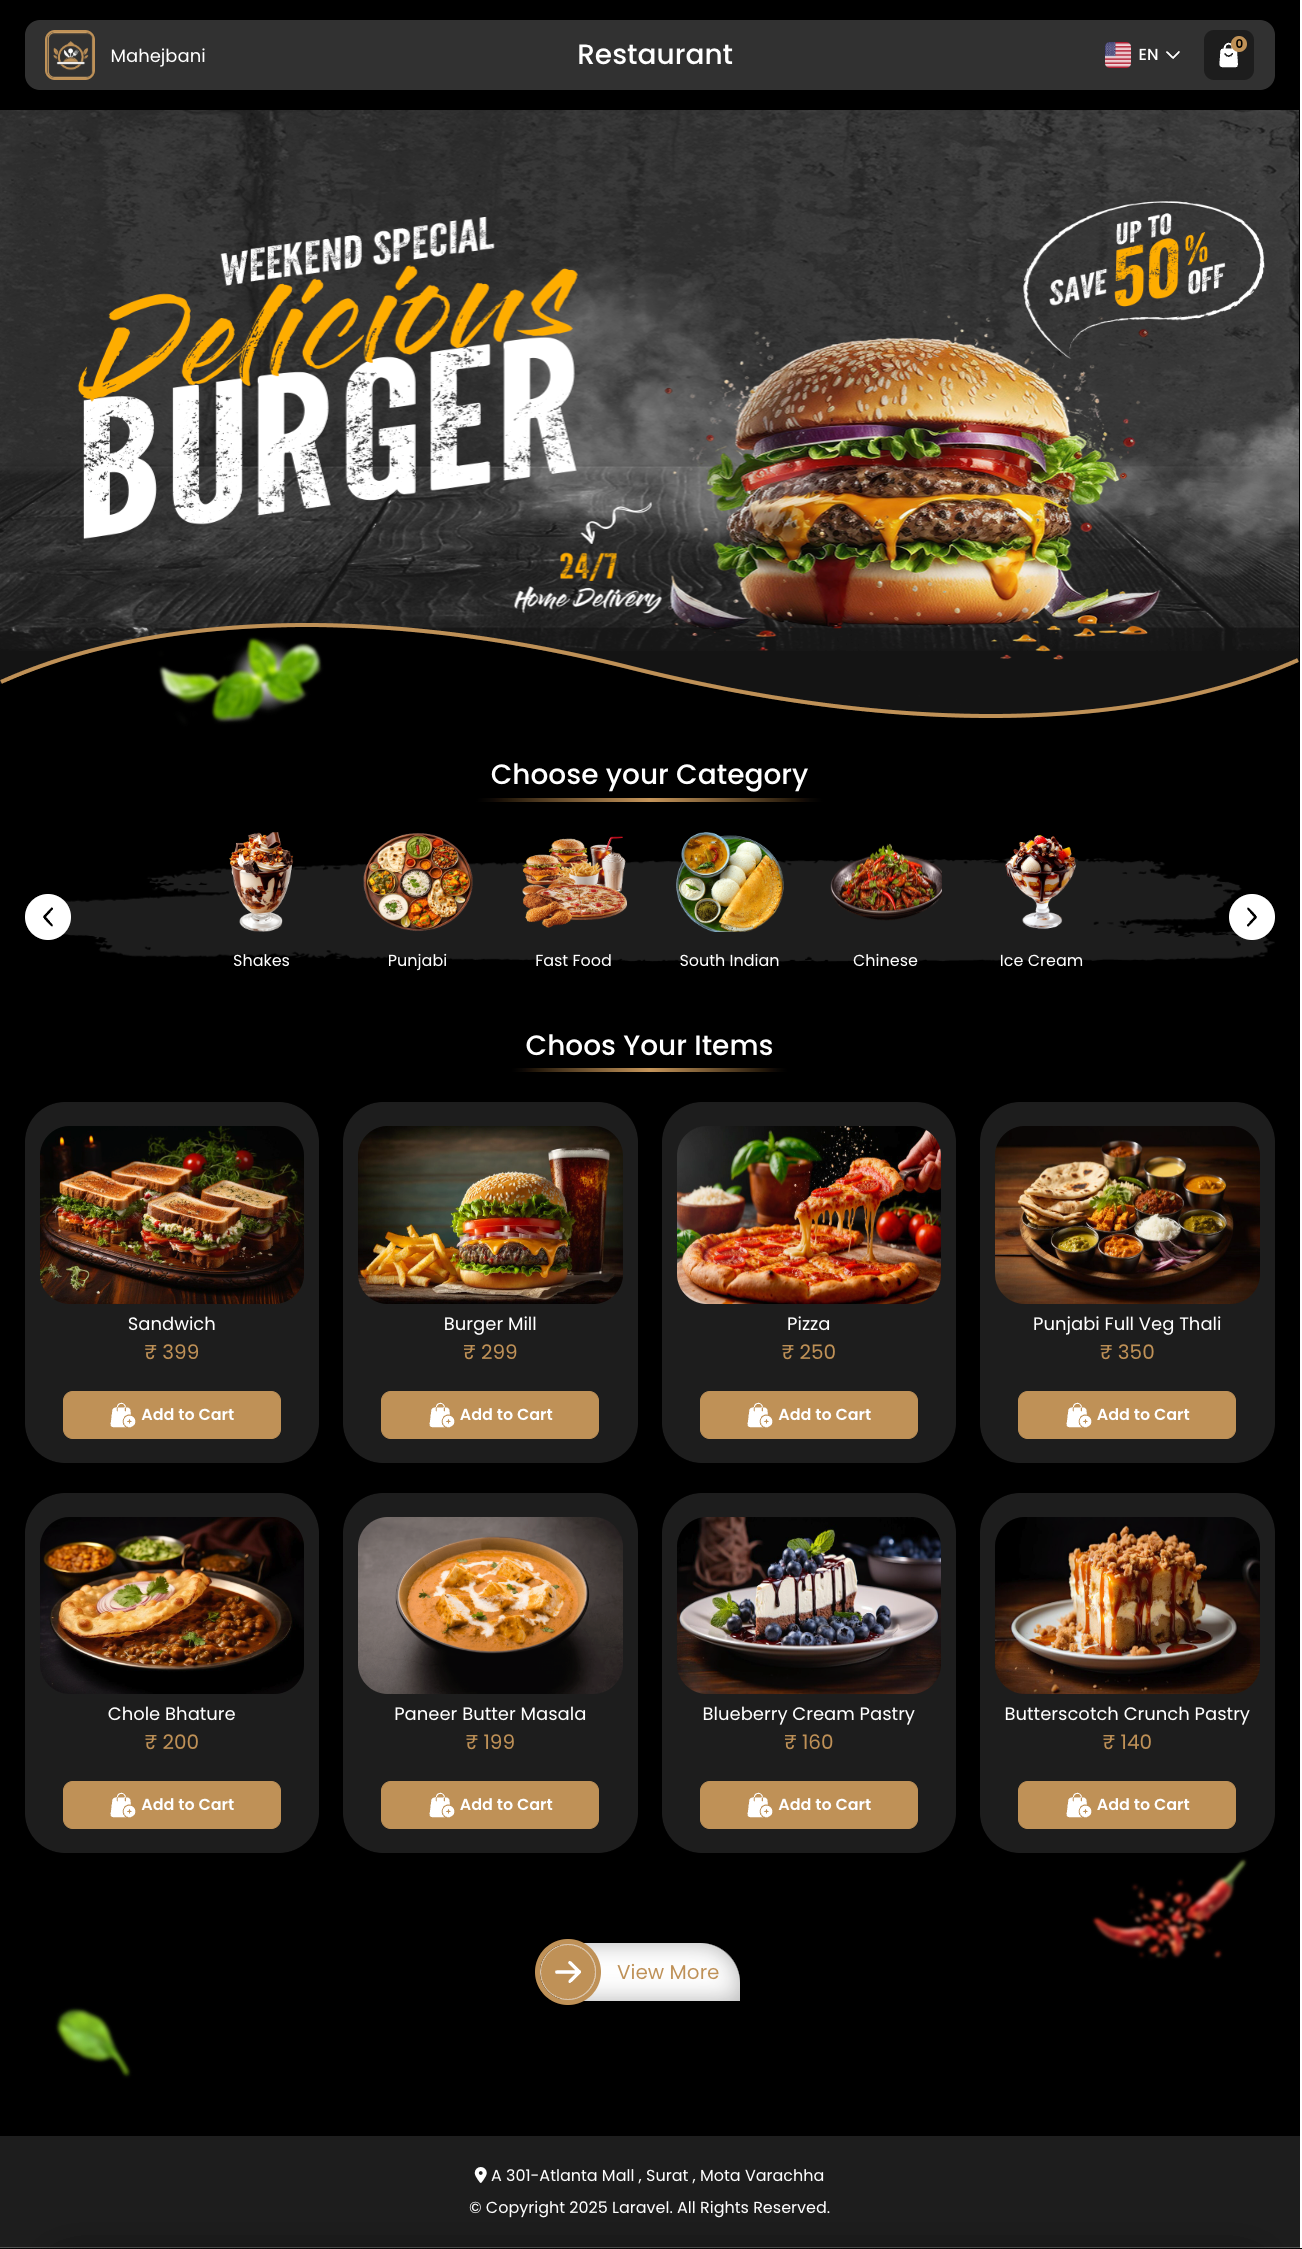 Mahejbani
Restaurant
EN
0
WEEKEND SPECIAL
Delicious
BURGER
UP TO
SAVE 50% OFF
24/7
Home Delivery
Choose your Category
Shakes
Punjabi
Fast Food
South Indian
Chinese
Ice Cream
Choos Your Items
Sandwich
₹ 399
Add to Cart
Burger Mill
₹ 299
Add to Cart
Pizza
₹ 250
Add to Cart
Punjabi Full Veg Thali
₹ 350
Add to Cart
Chole Bhature
₹ 200
Add to Cart
Paneer Butter Masala
₹ 199
Add to Cart
Blueberry Cream Pastry
₹ 160
Add to Cart
Butterscotch Crunch Pastry
₹ 140
Add to Cart
View More
A 301-Atlanta Mall , Surat , Mota Varachha
© Copyright 2025 Laravel. All Rights Reserved.